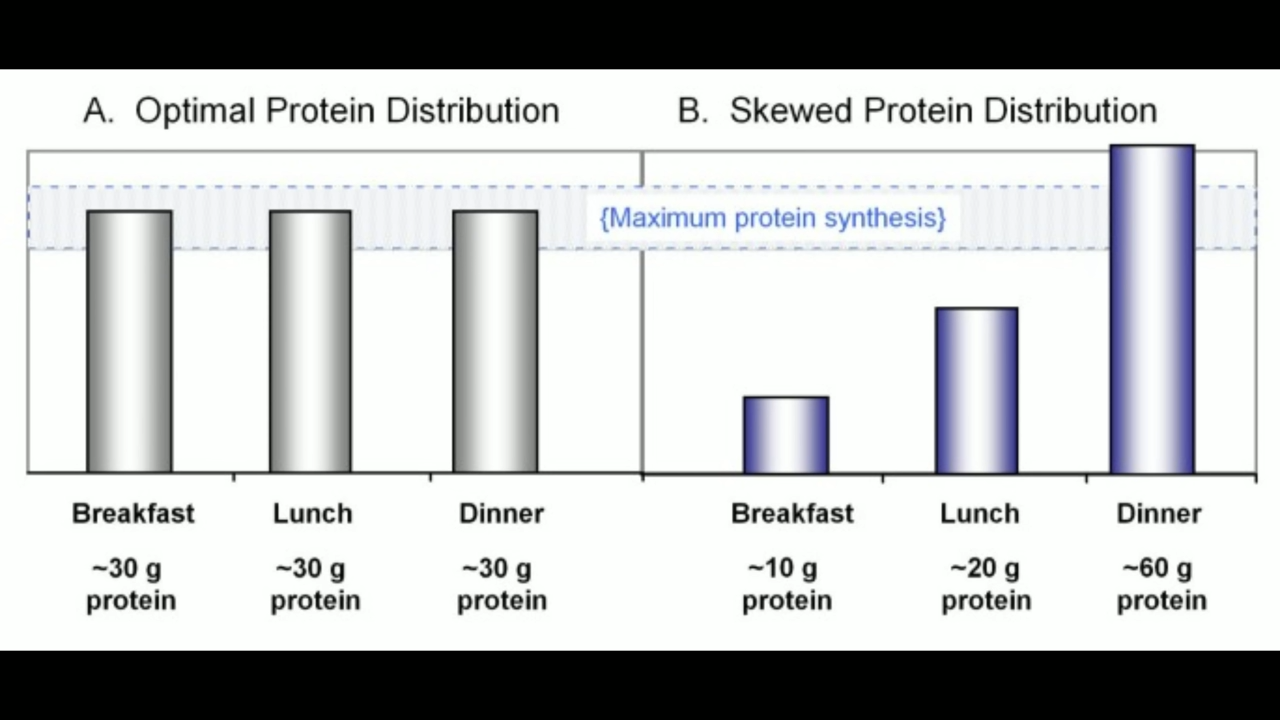 A. Optimal Protein Distribution
B. Skewed Protein Distribution
{Maximum protein synthesis}
Breakfast
Lunch
Dinner
~30 g
protein
~30 g
protein
~30 g
protein
Breakfast
Lunch
Dinner
~10 g
protein
~20 g
protein
~60 g
protein